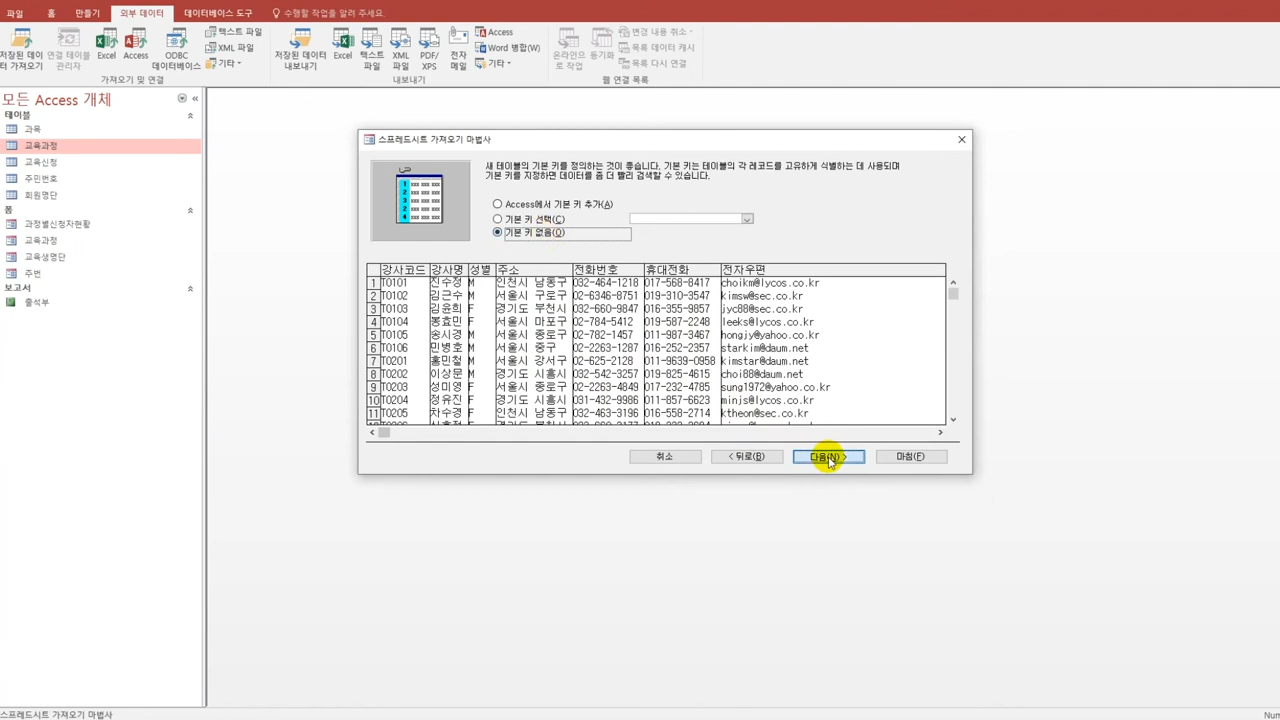 파일 홈 만들기 외부 데이터 데이터베이스 도구 수행할 작업을 알려 주세요.
저장된 데이터 가져오기 연결 테이블 관리자 Excel Access ODBC 데이터베이스 텍스트 파일 XML 파일 기타
저장된 데이터 내보내기 Excel 텍스트 파일 XML 파일 PDF/XPS 전자 메일 Access Word 병합(W) 기타
온라인으로 작업 동기화 변경 내용 취소 목록 데이터 캐시 목록 다시 연결
가져오기 및 연결 내보내기 웹 연결 목록
모든 Access 개체
테이블
과목
교육과정
교육신청
주민번호
회원명단
폼
과정별신청자현황
교육과정
교육생명단
주번
보고서
출석부
스프레드시트 가져오기 마법사
새 테이블의 기본 키를 정의하는 것이 좋습니다. 기본 키는 테이블의 각 레코드를 고유하게 식별하는 데 사용되며
기본 키를 지정하면 데이터를 좀 더 빨리 검색할 수 있습니다.
Access에서 기본 키 추가(A)
기본 키 선택(C)
기본 키 없음(O)
강사코드 강사명 성별 주소 전화번호 휴대전화 전자우편
1 T0101 진수정 M 인천시 남동구 032-464-1218 017-568-8417 choikm@lycos.co.kr
2 T0102 김근수 M 서울시 구로구 02-6346-8751 019-310-3547 kimsw@sec.co.kr
3 T0103 김윤희 F 경기도 부천시 032-660-9847 016-355-9857 jyc88@sec.co.kr
4 T0104 봉효민 F 서울시 마포구 02-784-5412 019-587-2248 leeks@lycos.co.kr
5 T0105 송시경 M 서울시 종로구 02-782-1457 011-987-3467 hongjy@yahoo.co.kr
6 T0106 민병호 M 서울시 중구 02-2263-1287 016-252-2357 starkim@daum.net
7 T0201 홍민철 M 서울시 강서구 02-625-2128 011-9639-0958 kimstar@daum.net
8 T0202 이상문 M 경기도 시흥시 032-542-3257 019-825-4615 choi88@daum.net
9 T0203 성미영 F 서울시 종로구 02-2263-4849 017-232-4785 sung1972@yahoo.co.kr
10 T0204 정유진 F 경기도 시흥시 031-432-9986 011-857-6623 minjs@lycos.co.kr
11 T0205 차수경 F 인천시 남동구 032-463-3196 016-558-2714 ktheon@sec.co.kr
취소 < 뒤로(B) 다음(N) > 마침(F)
스프레드시트 가져오기 마법사 Num